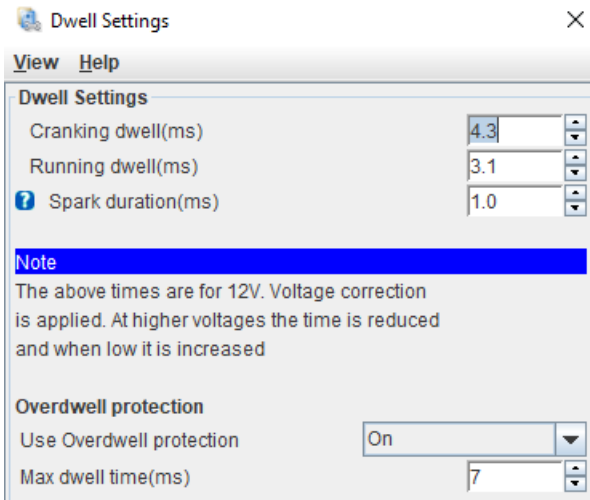 Dwell Settings
View Help
Dwell Settings
Cranking dwell(ms) 4.3
Running dwell(ms) 3.1
? Spark duration(ms) 1.0
Note
The above times are for 12V. Voltage correction
is applied. At higher voltages the time is reduced
and when low it is increased
Overdwell protection
Use Overdwell protection On
Max dwell time(ms) 7